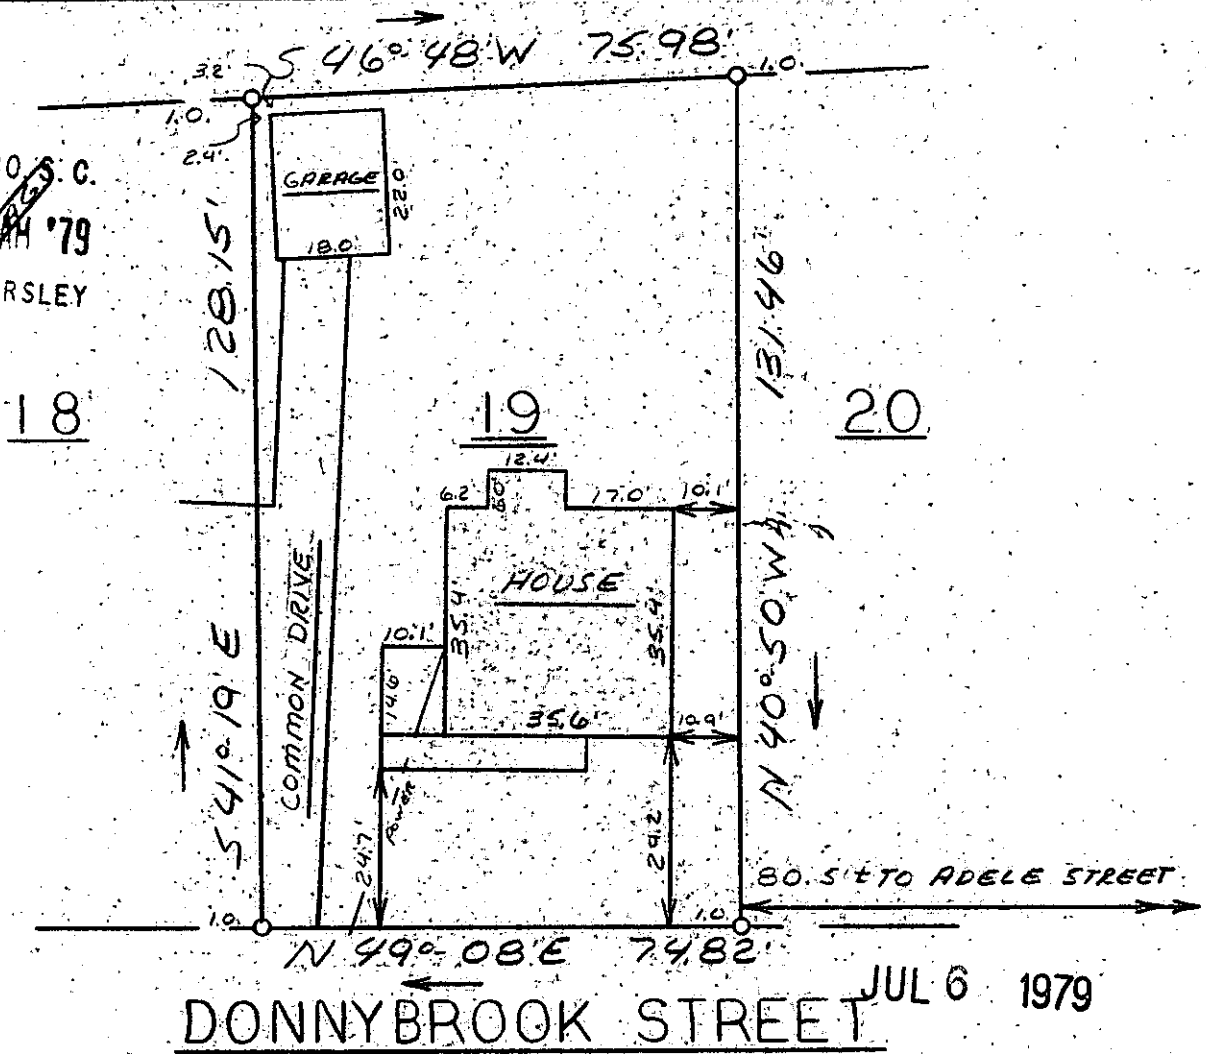 S 46°-48' W 75.98'
3.2'
1.0.
1.0.
2.4'
GARAGE
22.0'
18.0'
O.S.C.
AM '79
RSLEY
128.15'
131.46'
18
19
20
12.4'
6.2'
6.0'
17.0'
10.1'
HOUSE
35.4'
35.4'
10.1'
14.6'
35.6'
10.9'
COMMON DRIVE
S 41°-19' E
N 40°-50' W
24.7'
29.2'
80.5' ± TO ADELE STREET
1.0.
1.0.
N 49°-08' E 74.82'
JUL 6 1979
DONNYBROOK STREET